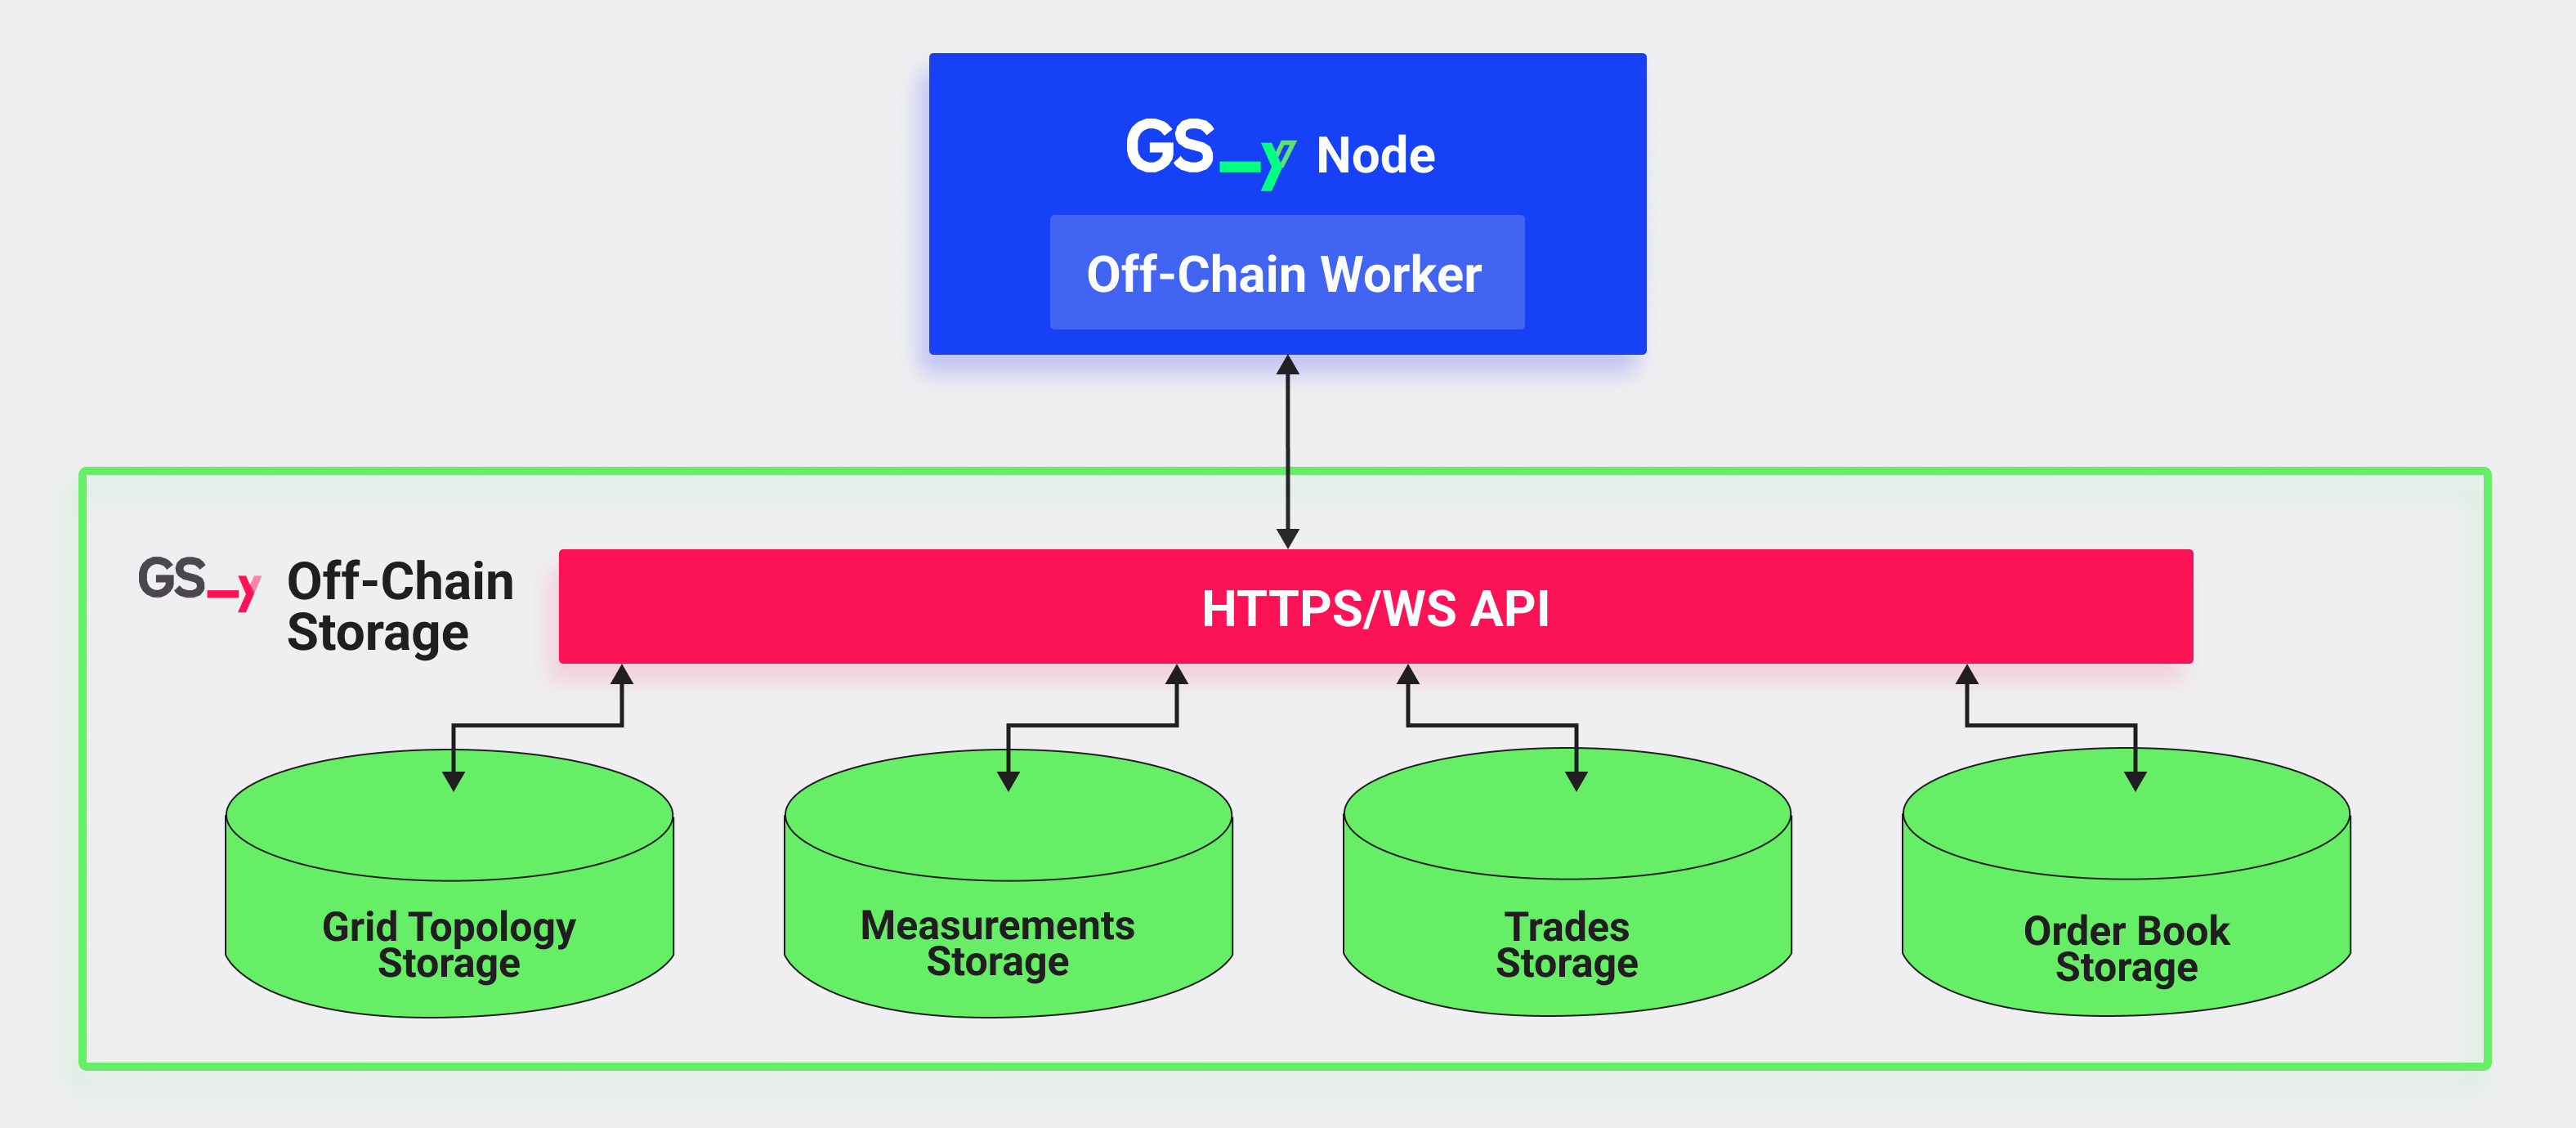 GS_y Node
Off-Chain Worker
GS_y Off-Chain
Storage
HTTPS/WS API
Grid Topology
Storage
Measurements
Storage
Trades
Storage
Order Book
Storage